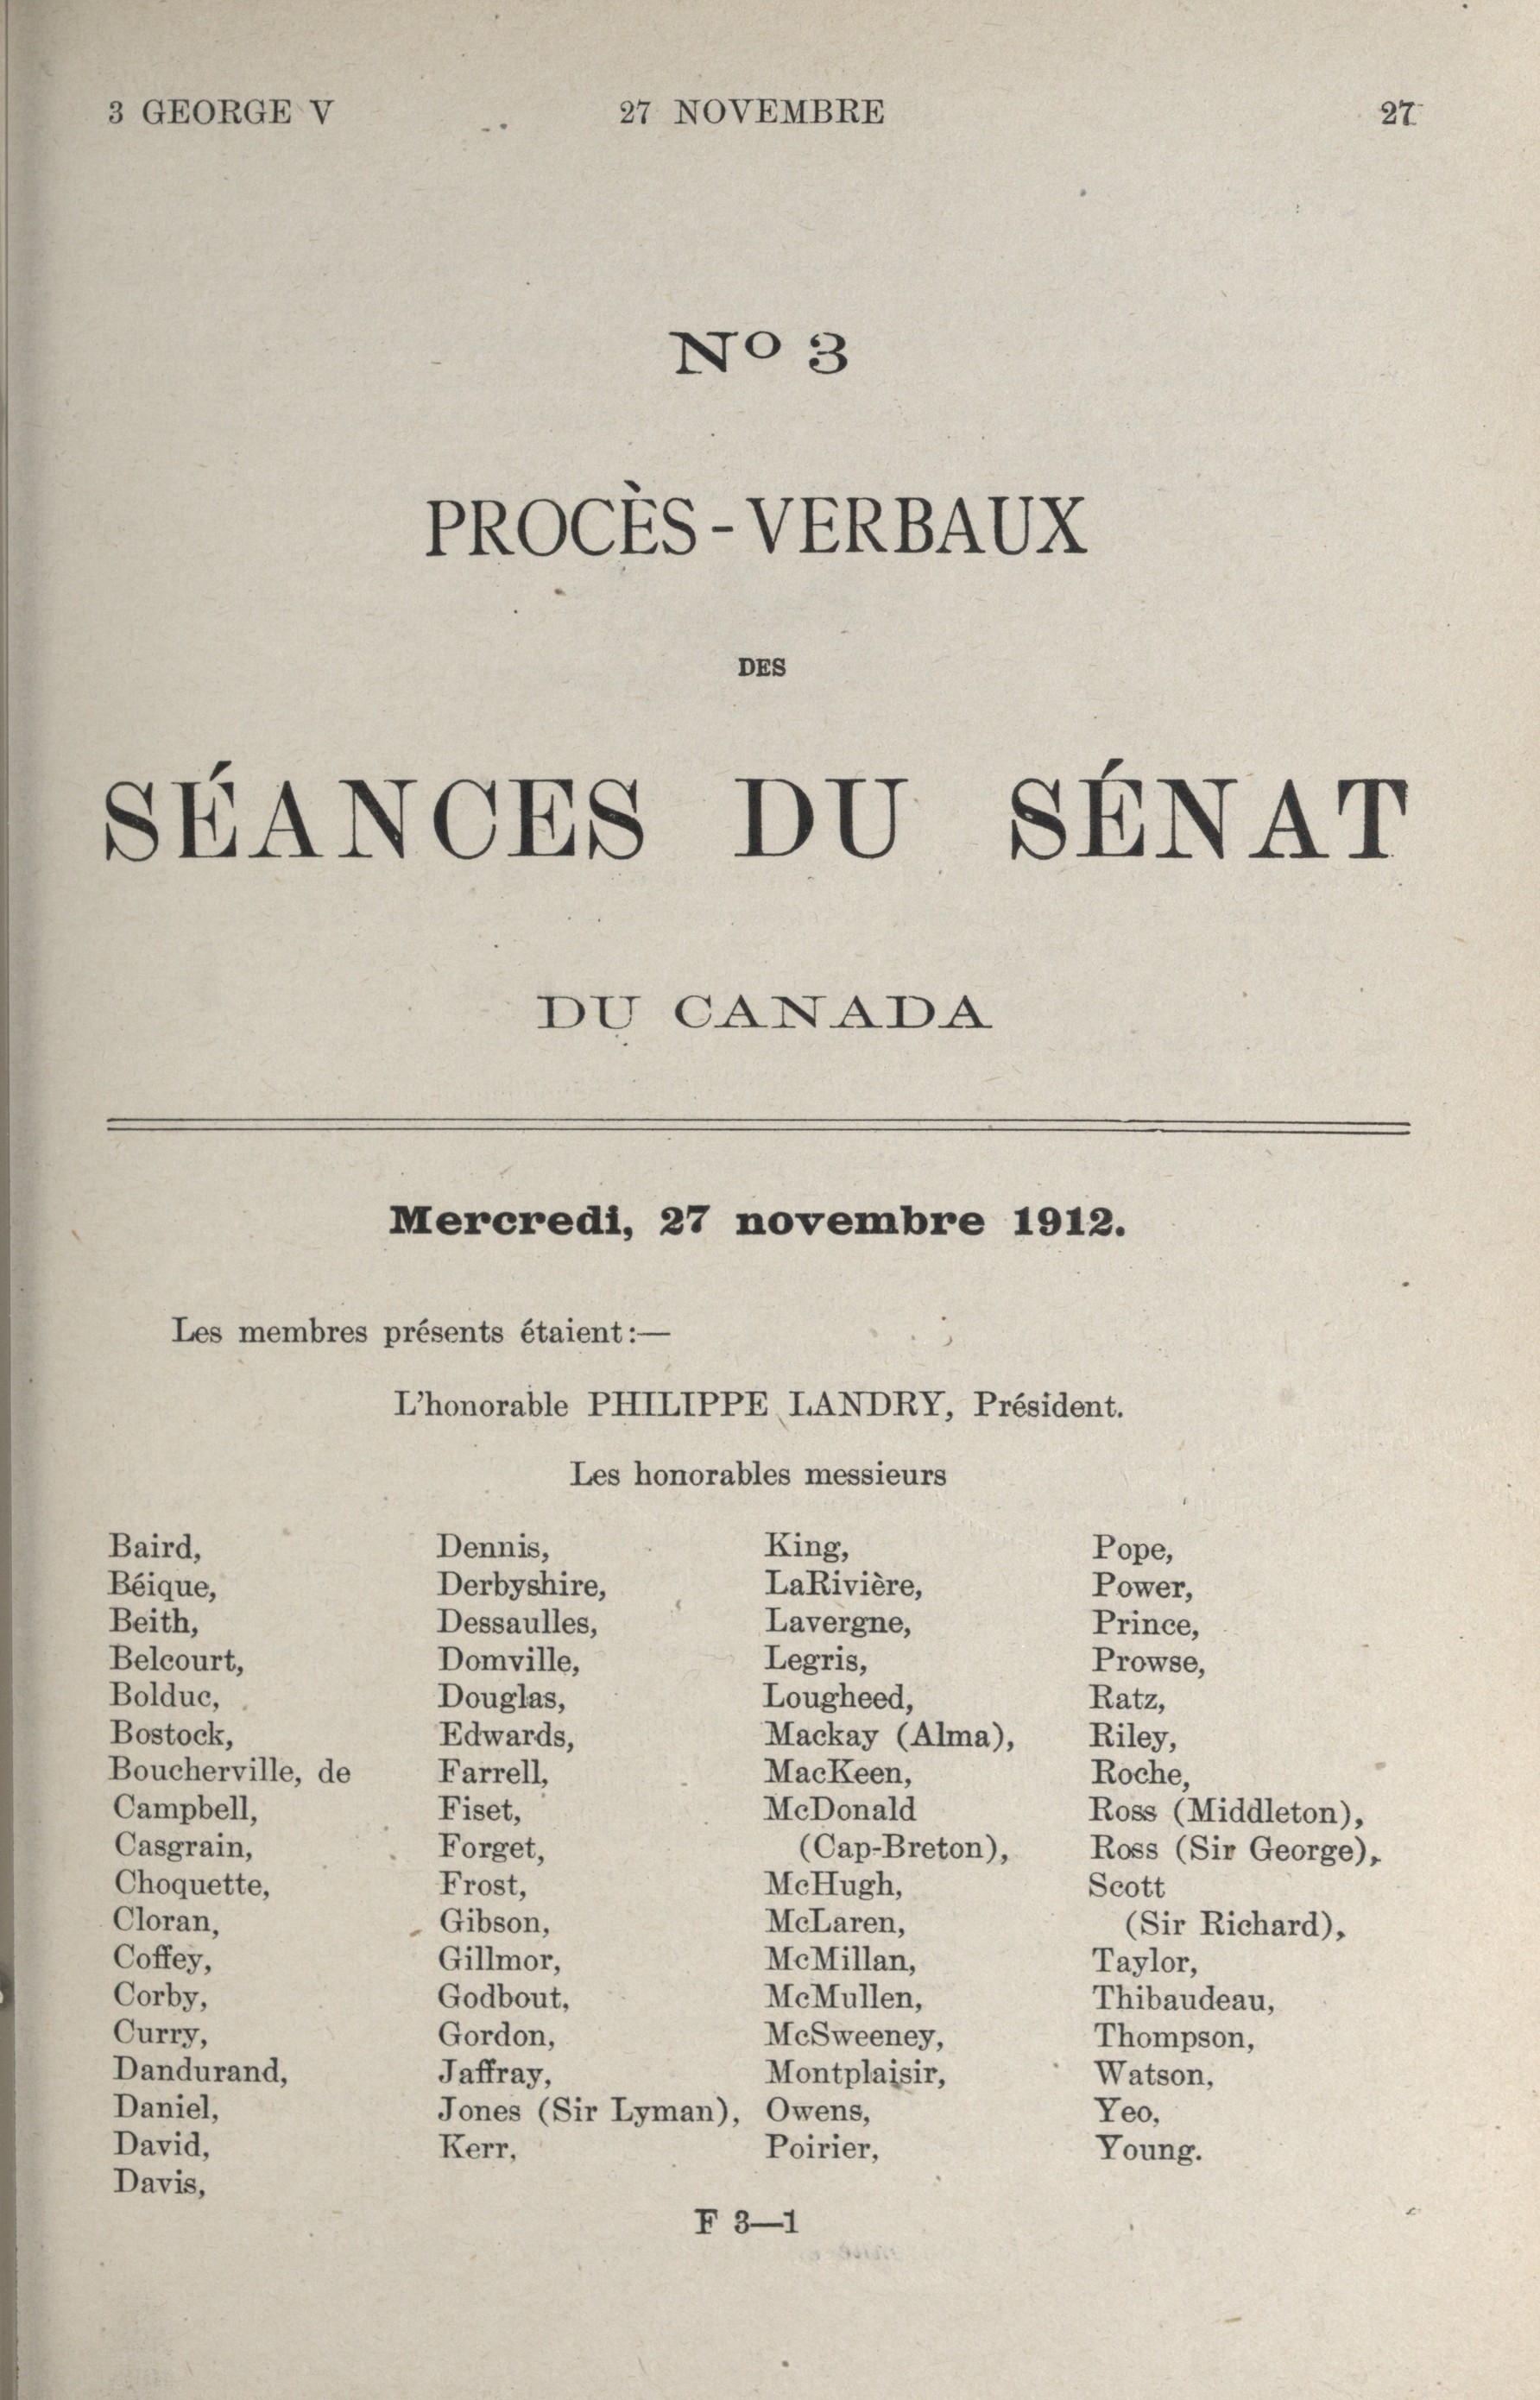 3 GEORGE V
27 NOVEMBRE
27
No 3
PROCÈS-VERBAUX
DES
SÉANCES DU SÉNAT
DU CANADA
Mercredi, 27 novembre 1912.
Les membres présents étaient:—
L'honorable PHILIPPE LANDRY, Président.
Les honorables messieurs
Baird,
Béique,
Beith,
Belcourt,
Bolduc,
Bostock,
Boucherville, de
Campbell,
Casgrain,
Choquette,
Cloran,
Coffey,
Corby,
Curry,
Dandurand,
Daniel,
David,
Davis,
Dennis,
Derbyshire,
Dessaulles,
Domville,
Douglas,
Edwards,
Farrell,
Fiset,
Forget,
Frost,
Gibson,
Gillmor,
Godbout,
Gordon,
Jaffray,
Jones (Sir Lyman),
Kerr,
King,
LaRivière,
Lavergne,
Legris,
Lougheed,
Mackay (Alma),
MacKeen,
McDonald
(Cap-Breton),
McHugh,
McLaren,
McMillan,
McMullen,
McSweeney,
Montplaisir,
Owens,
Poirier,
Pope,
Power,
Prince,
Prowse,
Ratz,
Riley,
Roche,
Ross (Middleton),
Ross (Sir George),
Scott
(Sir Richard),
Taylor,
Thibaudeau,
Thompson,
Watson,
Yeo,
Young.
F 3—1